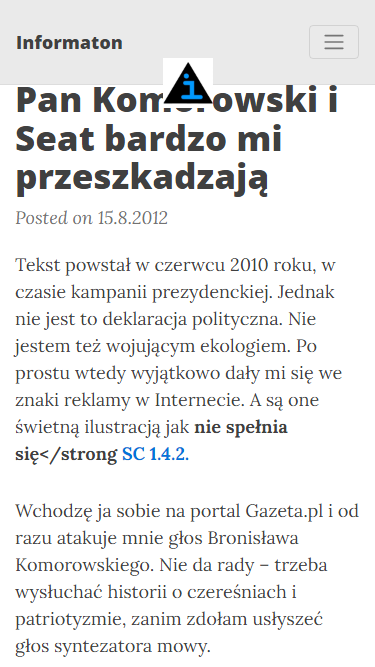 Informaton
Pan Komorowski i
Seat bardzo mi
przeszkadzają
Posted on 15.8.2012
Tekst powstał w czerwcu 2010 roku, w
czasie kampanii prezydenckiej. Jednak
nie jest to deklaracja polityczna. Nie
jestem też wojującym ekologiem. Po
prostu wtedy wyjątkowo dały mi się we
znaki reklamy w Internecie. A są one
świetną ilustracją jak nie spełnia
się</strong SC 1.4.2.
Wchodzę ja sobie na portal Gazeta.pl i od
razu atakuje mnie głos Bronisława
Komorowskiego. Nie da rady – trzeba
wysłuchać historii o czereśniach i
patriotyzmie, zanim zdołam usłyszeć
głos syntezatora mowy.